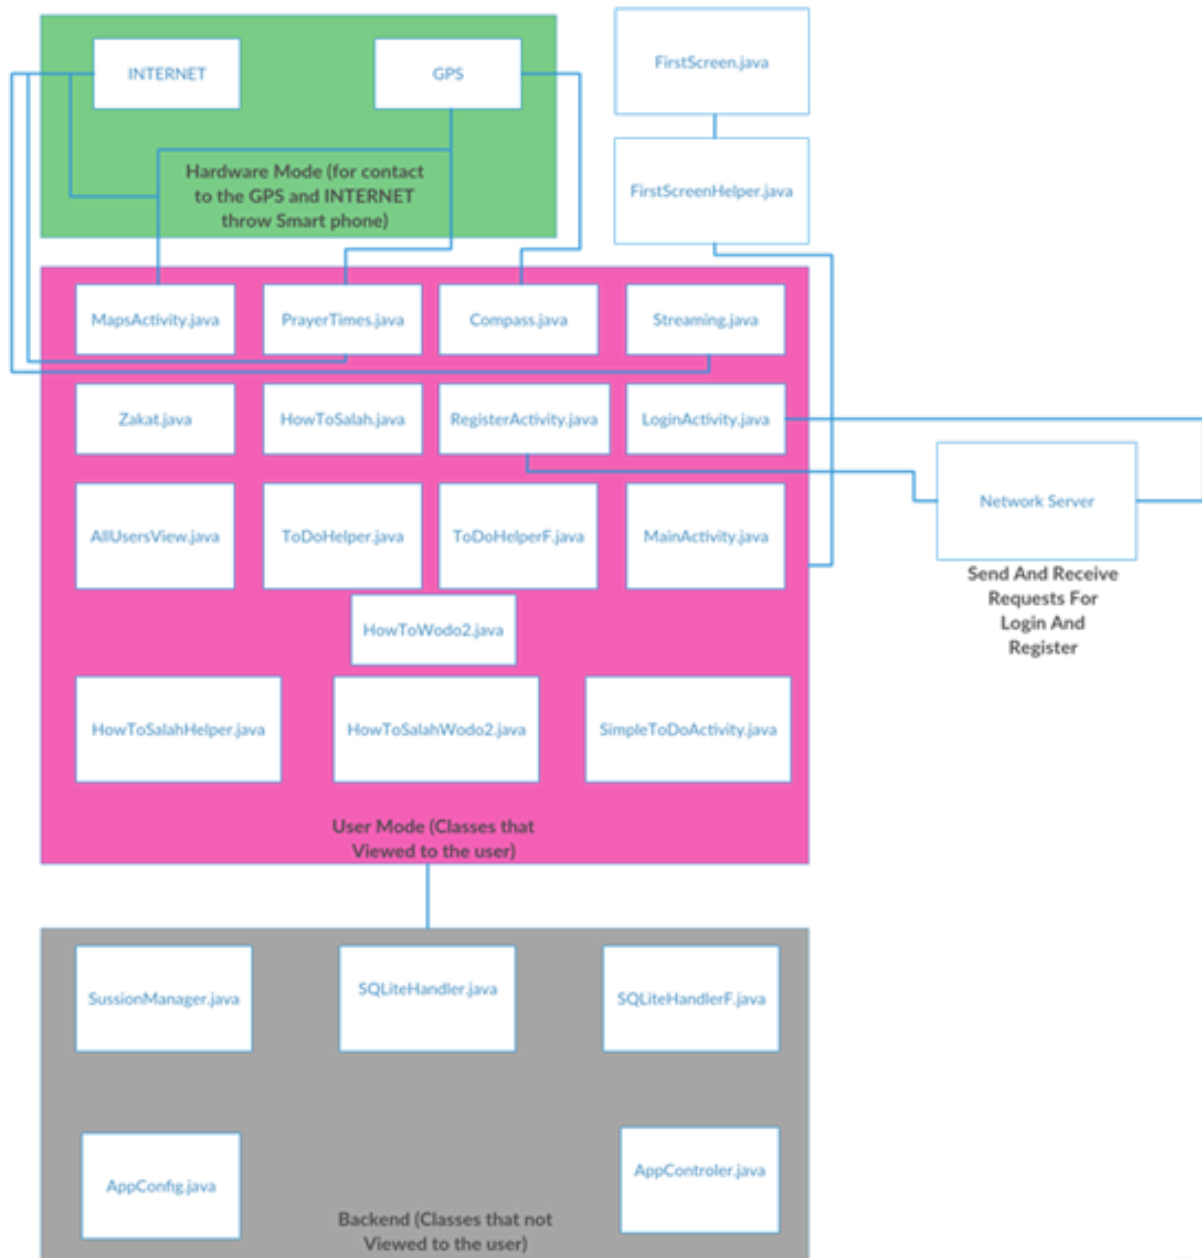 INTERNET
GPS
FirstScreen.java
Hardware Mode (for contact
to the GPS and INTERNET
throw Smart phone)
FirstScreenHelper.java
MapsActivity.java
PrayerTimes.java
Compass.java
Streaming.java
Zakat.java
HowToSalah.java
RegisterActivity.java
LoginActivity.java
Network Server
Send And Receive
Requests For
Login And
Register
AllUsersView.java
ToDoHelper.java
ToDoHelperF.java
MainActivity.java
HowToWodo2.java
HowToSalahHelper.java
HowToSalahWodo2.java
SimpleToDoActivity.java
User Mode (Classes that
Viewed to the user)
SussionManager.java
SQLiteHandler.java
SQLiteHandlerF.java
AppConfig.java
AppControler.java
Backend (Classes that not
Viewed to the user)